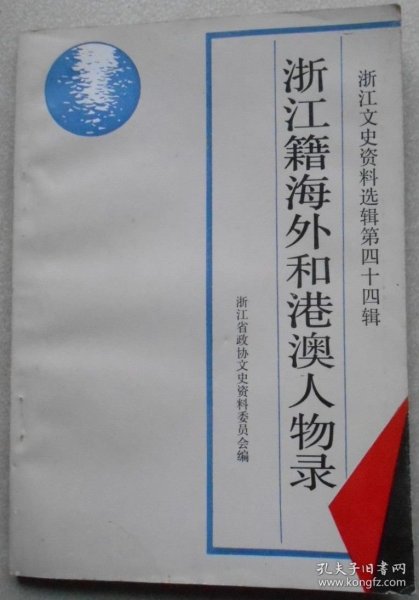 浙江文史资料选辑第四十四辑
浙江籍海外和港澳人物录
浙江省政协文史资料委员会编
孔夫子旧书网
www.kongfz.com